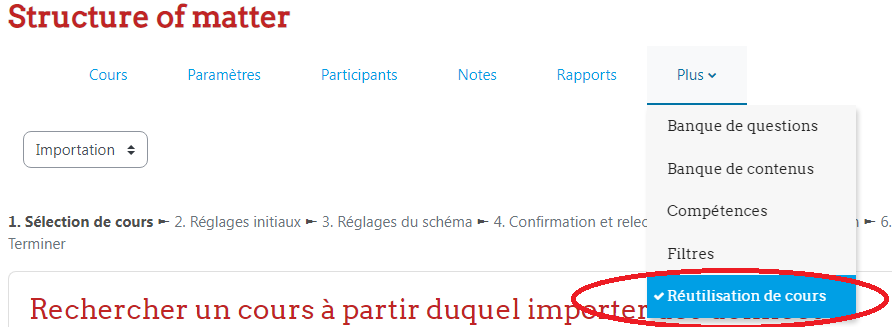 Structure of matter
Cours Paramètres Participants Notes Rapports Plus
Banque de questions
Importation
Banque de contenus
Compétences
1. Sélection de cours ► 2. Réglages initiaux ► 3. Réglages du schéma ► 4. Confirmation et relec n ► 6.
Terminer
Filtres
Réutilisation de cours
Rechercher un cours à partir duquel importer